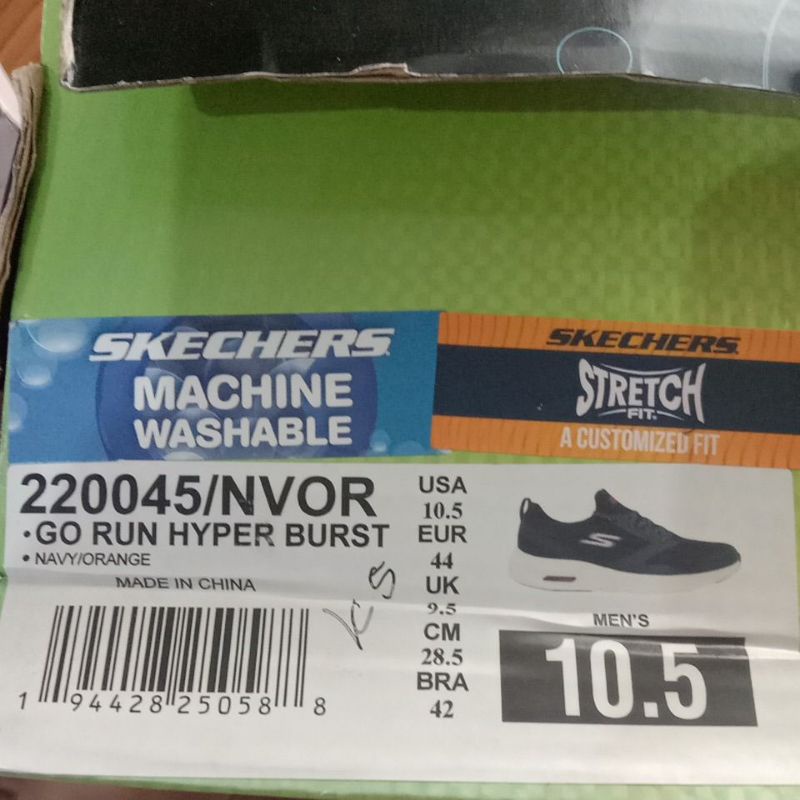 SKECHERS
MACHINE
WASHABLE
SKECHERS
STRETCH
FIT.
A CUSTOMIZED FIT
220045/NVOR
•GO RUN HYPER BURST
• NAVY/ORANGE
MADE IN CHINA
1 94428 25058 8
USA
10.5
EUR
44
UK
9.5
CM
28.5
BRA
42
MEN'S
10.5